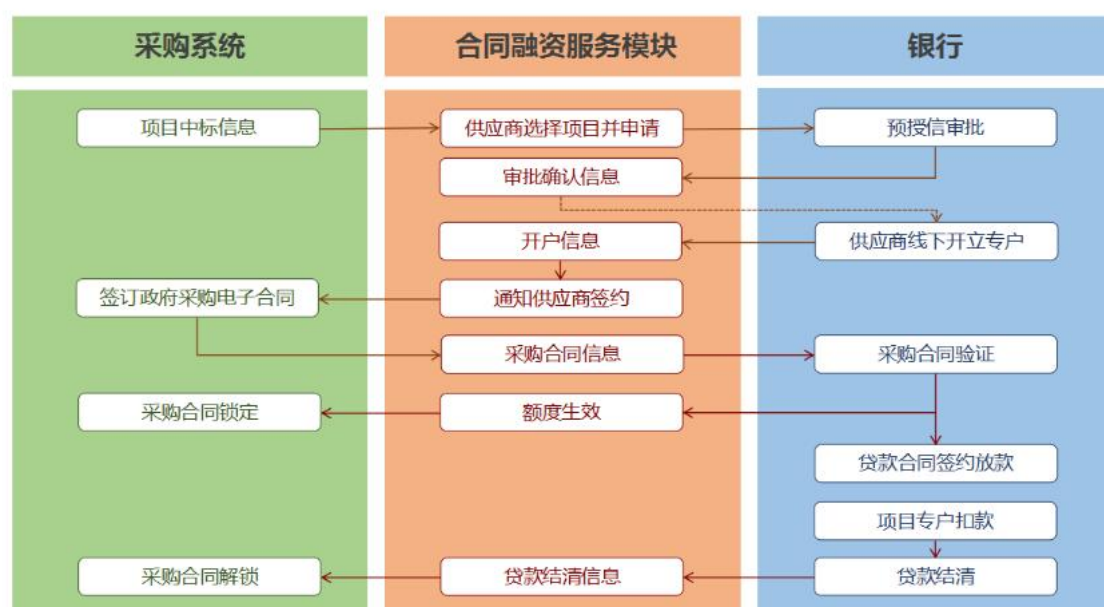 采购系统
合同融资服务模块
银行
项目中标信息
供应商选择项目并申请
预授信审批
审批确认信息
开户信息
供应商线下开立专户
签订政府采购电子合同
通知供应商签约
采购合同信息
采购合同验证
采购合同锁定
额度生效
贷款合同签约放款
项目专户扣款
采购合同解锁
贷款结清信息
贷款结清